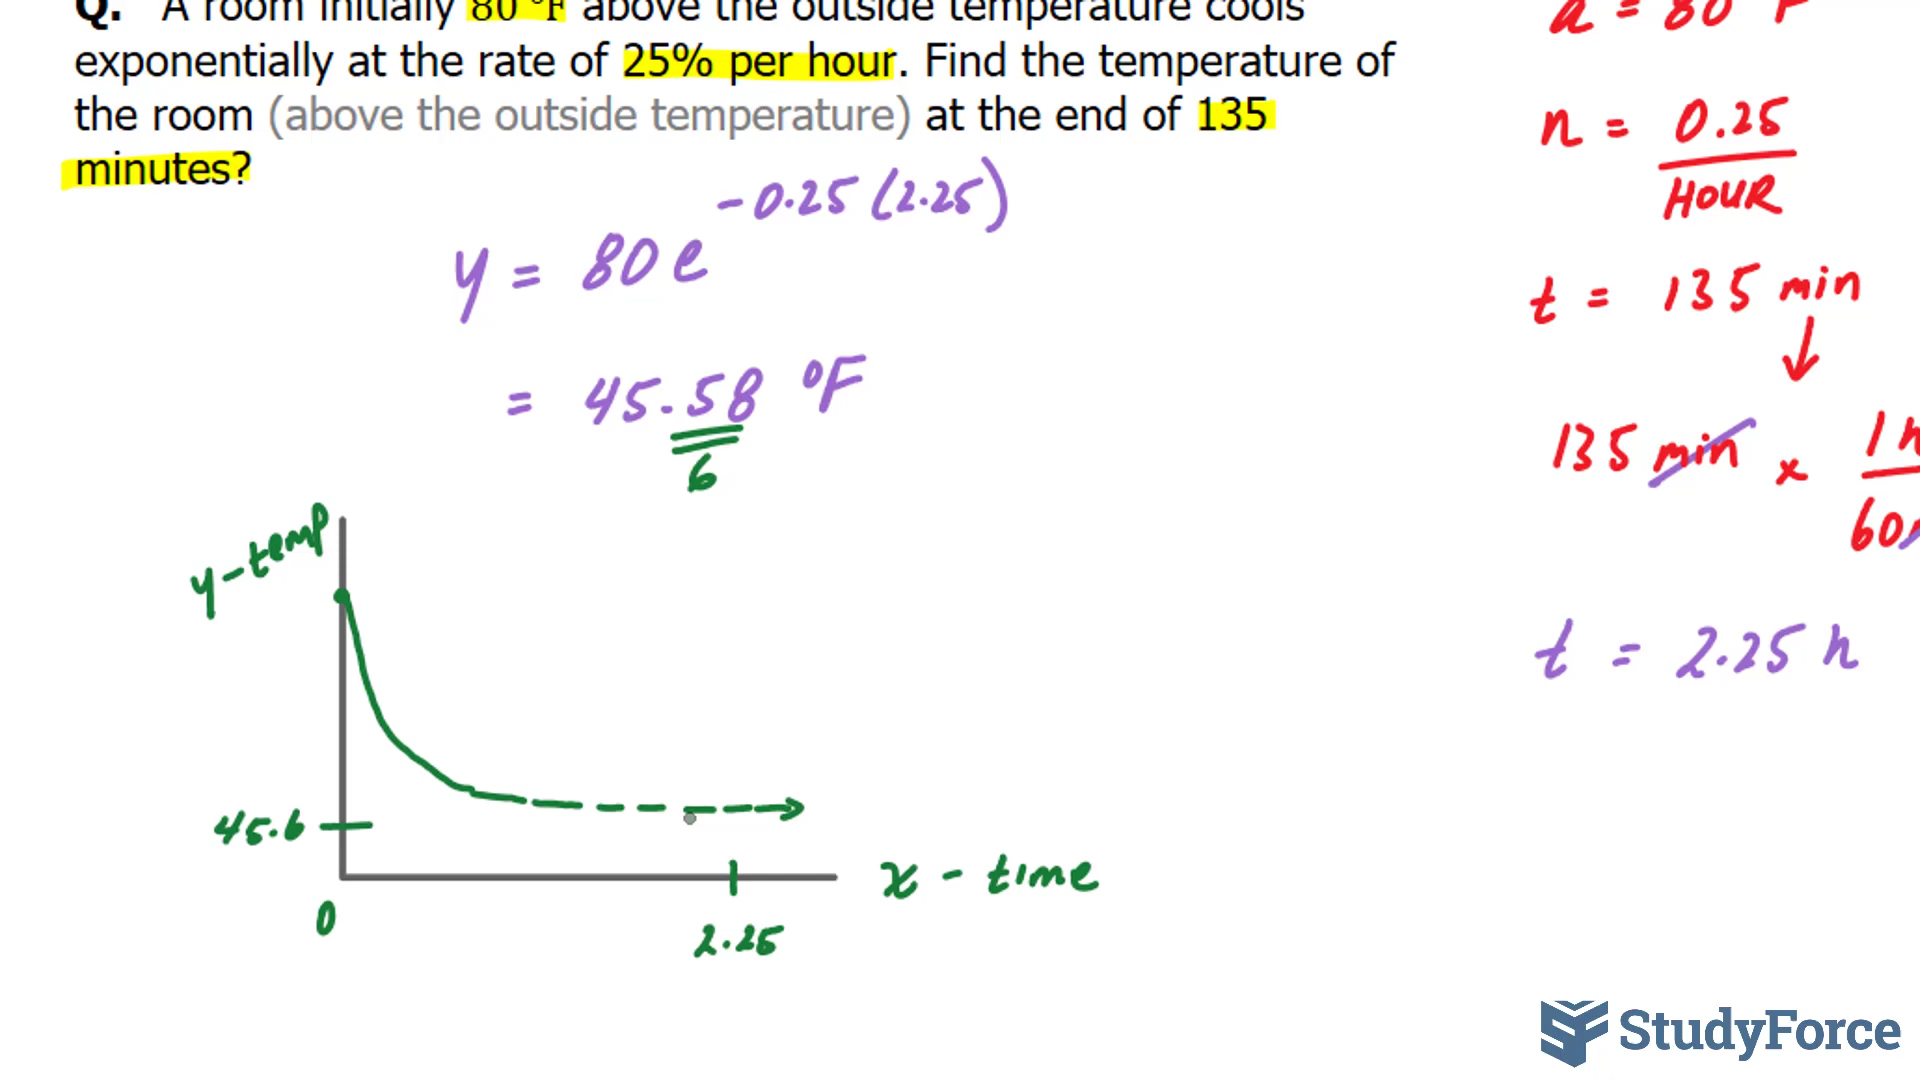 Q. A room initially 80 °F above the outside temperature cools
exponentially at the rate of 25% per hour. Find the temperature of
the room (above the outside temperature) at the end of 135
minutes?
y = 80 e^{-0.25 (2.25)}
= 45.58 °F
6
y-temp
45.6
0
2.25
x - time
a = 80 °F
n = 0.25
HOUR
t = 135 min
↓
135 min x 1 h
60
t = 2.25 h
StudyForce